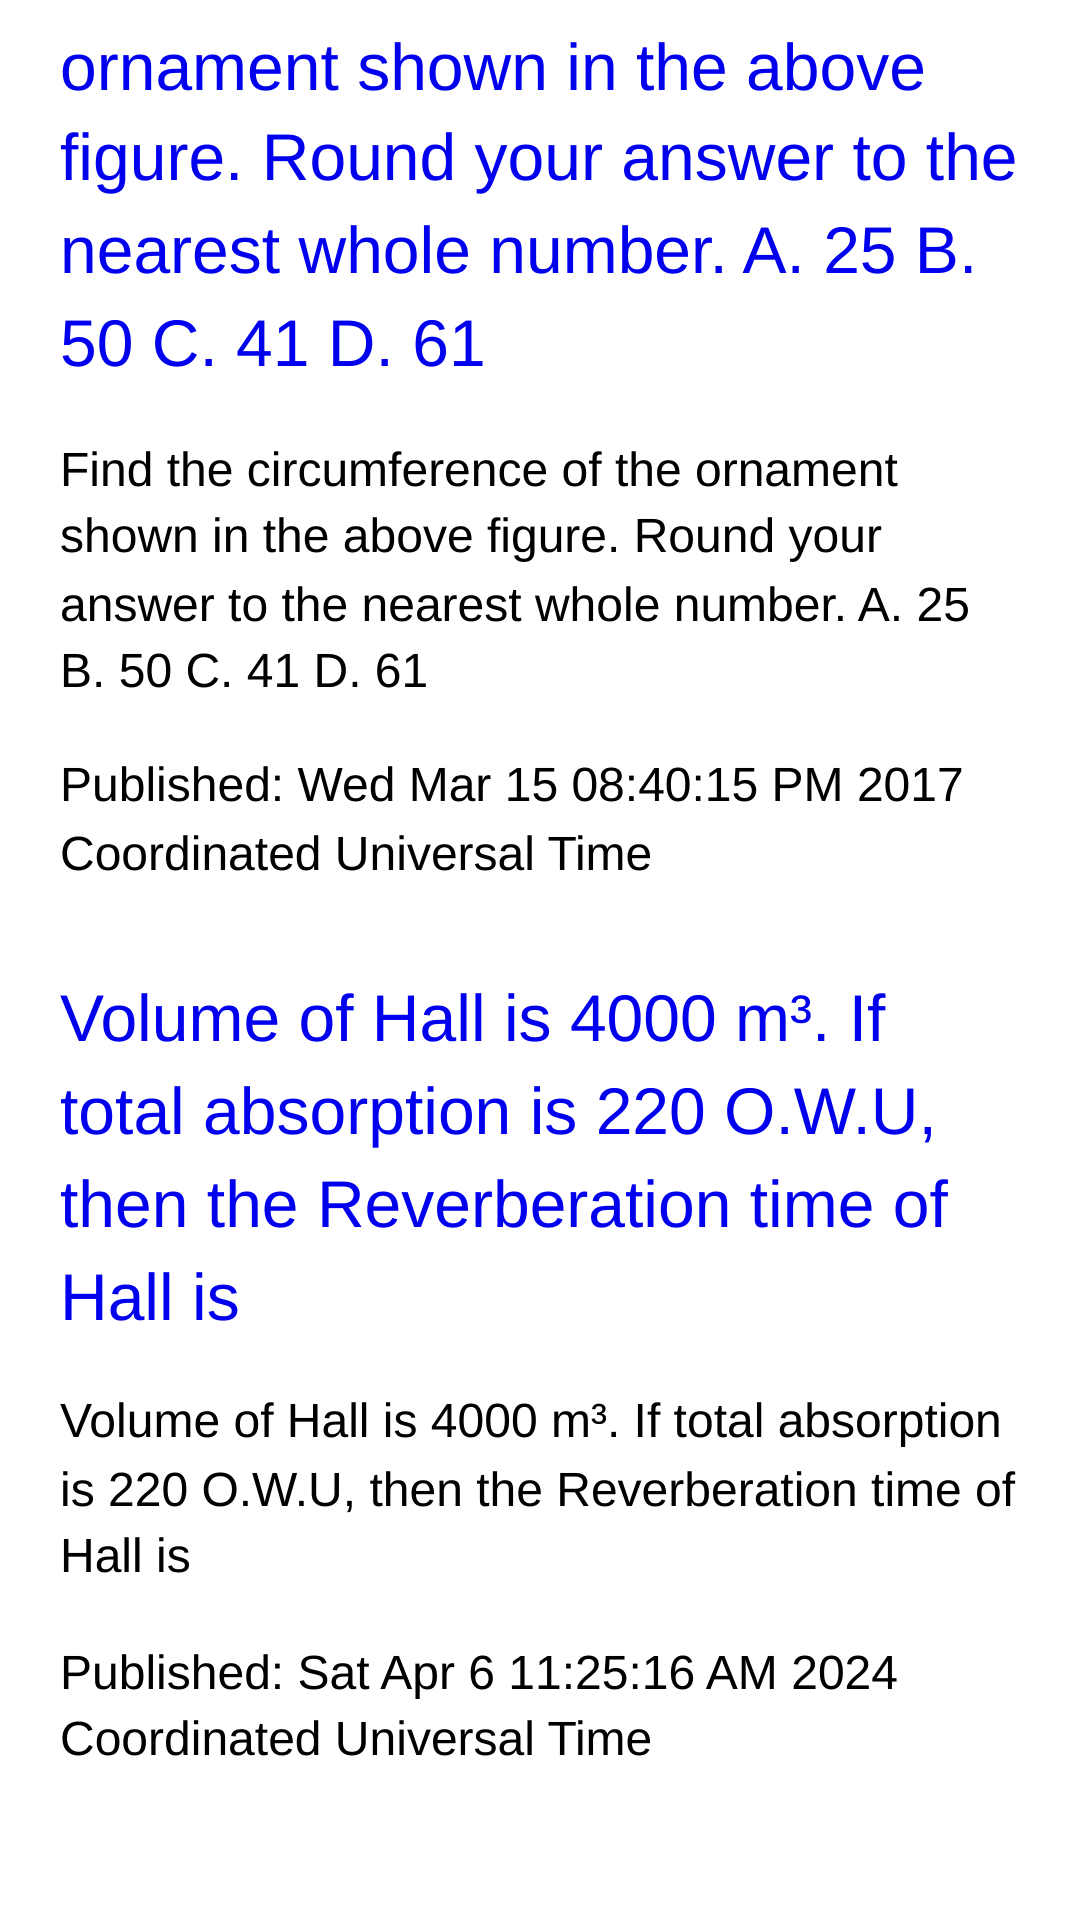 ornament shown in the above
figure. Round your answer to the
nearest whole number. A. 25 B.
50 C. 41 D. 61
Find the circumference of the ornament
shown in the above figure. Round your
answer to the nearest whole number. A. 25
B. 50 C. 41 D. 61
Published: Wed Mar 15 08:40:15 PM 2017
Coordinated Universal Time
Volume of Hall is 4000 m³. If
total absorption is 220 O.W.U,
then the Reverberation time of
Hall is
Volume of Hall is 4000 m³. If total absorption
is 220 O.W.U, then the Reverberation time of
Hall is
Published: Sat Apr 6 11:25:16 AM 2024
Coordinated Universal Time